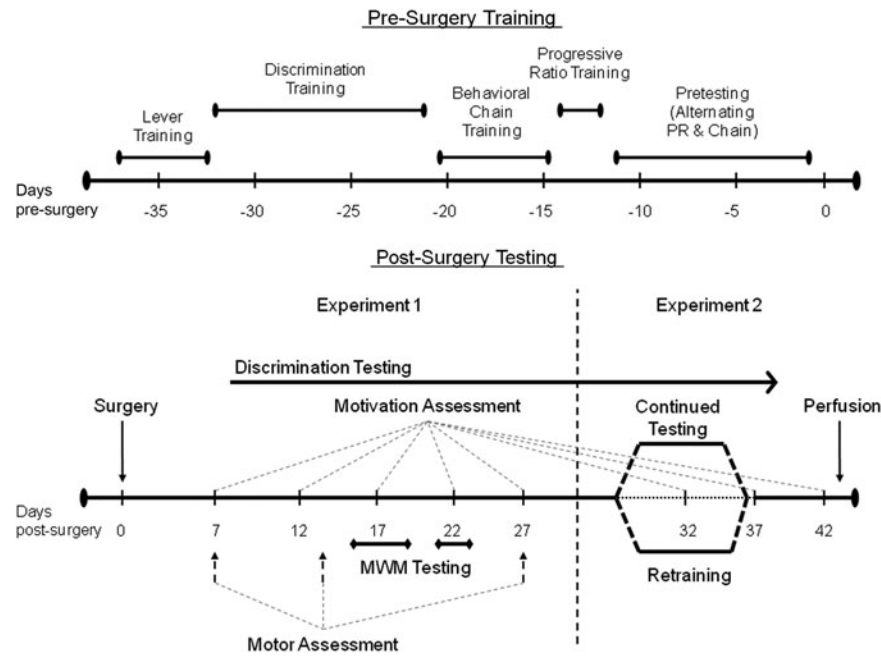 Pre-Surgery Training
Progressive
Ratio Training
Discrimination
Training
Behavioral
Chain
Training
Pretesting
(Alternating
PR & Chain)
Lever
Training
Days
pre-surgery
-35 -30 -25 -20 -15 -10 -5 0
Post-Surgery Testing
Experiment 1 Experiment 2
Discrimination Testing
Surgery Motivation Assessment Continued
Testing
Perfusion
Days
post-surgery
0 7 12 17 22 27 32 37 42
MWM Testing
Retraining
Motor Assessment